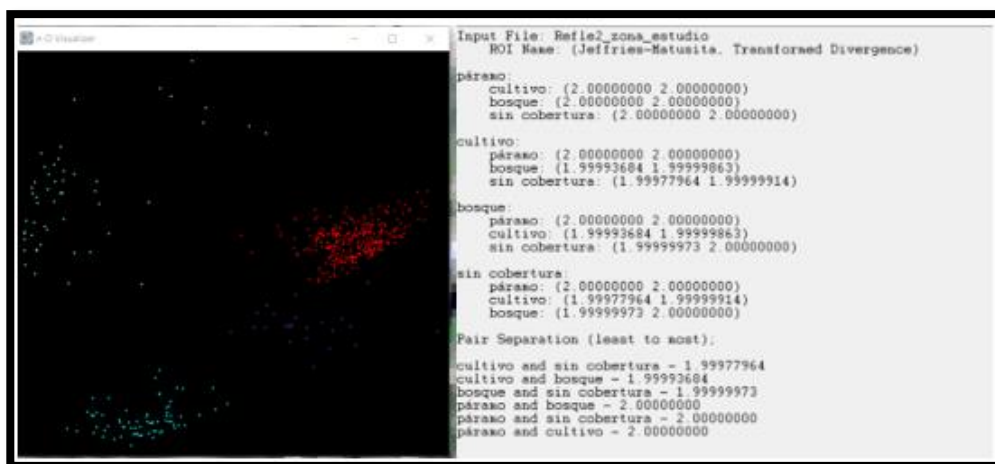 n-D Visualizer
Input File: Refle2_zona_estudio
ROI Name: (Jeffries-Matusita, Transformed Divergence)
páramo:
cultivo: (2.00000000 2.00000000)
bosque: (2.00000000 2.00000000)
sin cobertura: (2.00000000 2.00000000)
cultivo:
páramo: (2.00000000 2.00000000)
bosque: (1.99993684 1.99999863)
sin cobertura: (1.99977964 1.99999914)
bosque:
páramo: (2.00000000 2.00000000)
cultivo: (1.99993684 1.99999863)
sin cobertura: (1.99999973 2.00000000)
sin cobertura:
páramo: (2.00000000 2.00000000)
cultivo: (1.99977964 1.99999914)
bosque: (1.99999973 2.00000000)
Pair Separation (least to most);
cultivo and sin cobertura - 1.99977964
cultivo and bosque - 1.99993684
bosque and sin cobertura - 1.99999973
páramo and bosque - 2.00000000
páramo and sin cobertura - 2.00000000
páramo and cultivo - 2.00000000